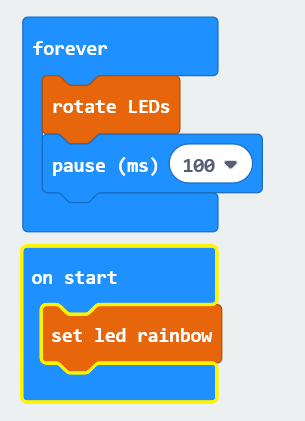 forever
rotate LEDs
pause (ms) 100
on start
set led rainbow